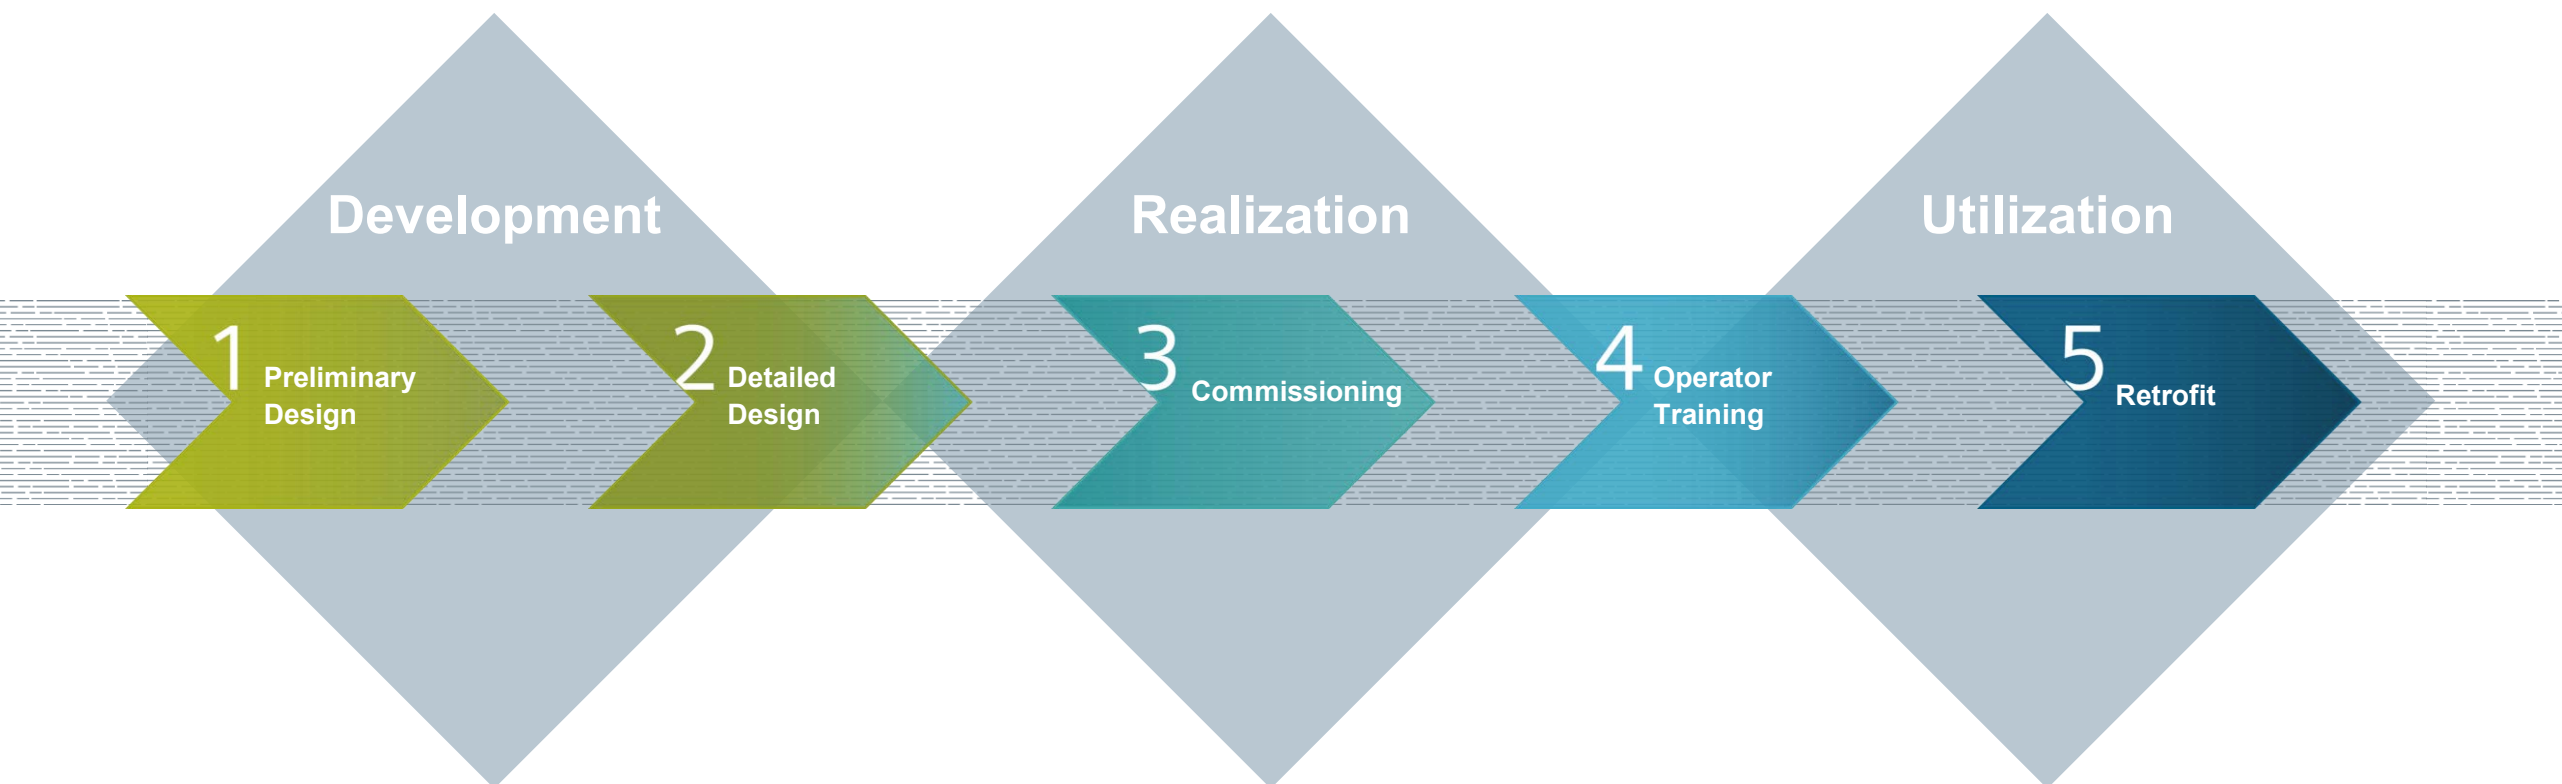 Development
Realization
Utilization
1
Preliminary
Design
2
Detailed
Design
3
Commissioning
4
Operator
Training
5
Retrofit